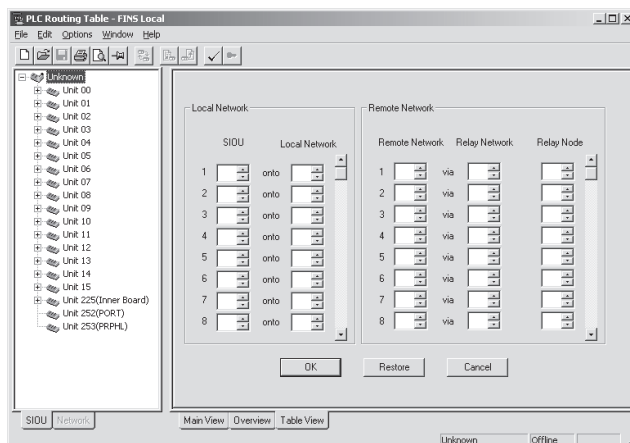 PLC Routing Table - FINS Local
File Edit Options Window Help
Unknown
Unit 00
Unit 01
Unit 02
Unit 03
Unit 04
Unit 05
Unit 06
Unit 07
Unit 08
Unit 09
Unit 10
Unit 11
Unit 12
Unit 13
Unit 14
Unit 15
Unit 225(Inner Board)
Unit 252(PORT)
Unit 253(PRPHL)
SIOU Network
Local Network
SIOU Local Network
1 onto
2 onto
3 onto
4 onto
5 onto
6 onto
7 onto
8 onto
Remote Network
Remote Network Relay Network Relay Node
1 via
2 via
3 via
4 via
5 via
6 via
7 via
8 via
OK Restore Cancel
Main View Overview Table View
Unknown Offline